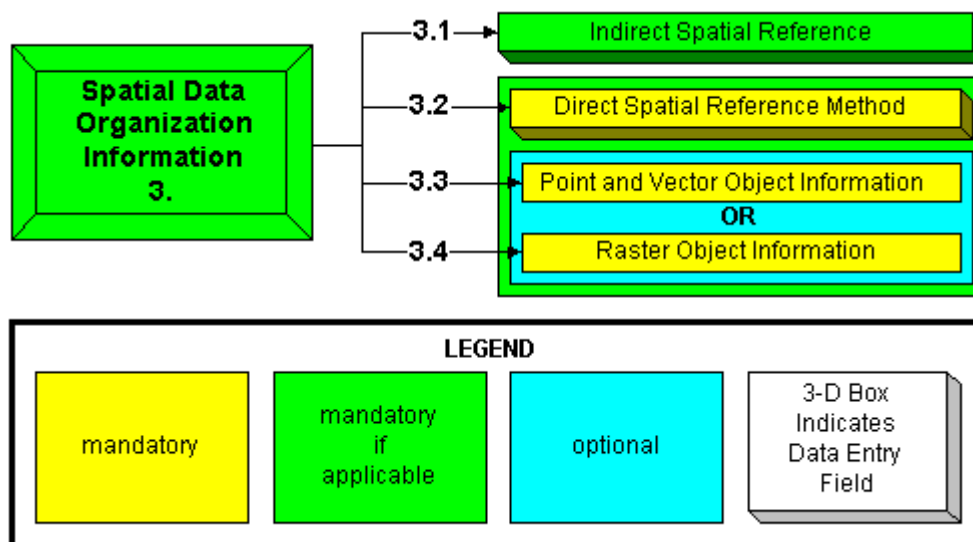 Spatial Data
Organization
Information
3.
3.1
Indirect Spatial Reference
3.2
Direct Spatial Reference Method
3.3
Point and Vector Object Information
OR
3.4
Raster Object Information
LEGEND
mandatory
mandatory
if
applicable
optional
3-D Box
Indicates
Data Entry
Field